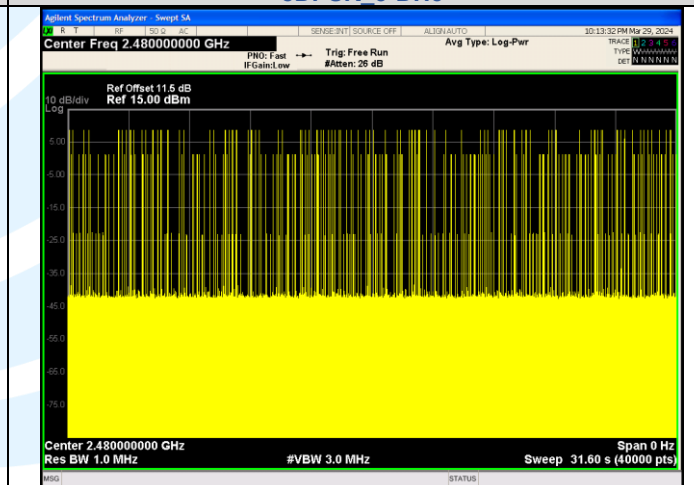 Agilent Spectrum Analyzer - Swept SA
R T RF 50 Ω AC SENSE:INT SOURCE OFF ALIGN AUTO 10:13:32 PM Mar 29, 2024
Center Freq 2.480000000 GHz Avg Type: Log-Pwr TRACE 1 2 3 4 5 6
PNO: Fast Trig: Free Run TYPE W
IFGain:Low #Atten: 26 dB DET N N N N N N
Ref Offset 11.5 dB
10 dB/div Ref 15.00 dBm
Log
5.00
-5.00
-15.0
-25.0
-35.0
-45.0
-55.0
-65.0
-75.0
Center 2.480000000 GHz Span 0 Hz
Res BW 1.0 MHz #VBW 3.0 MHz Sweep 31.60 s (40000 pts)
MSG STATUS